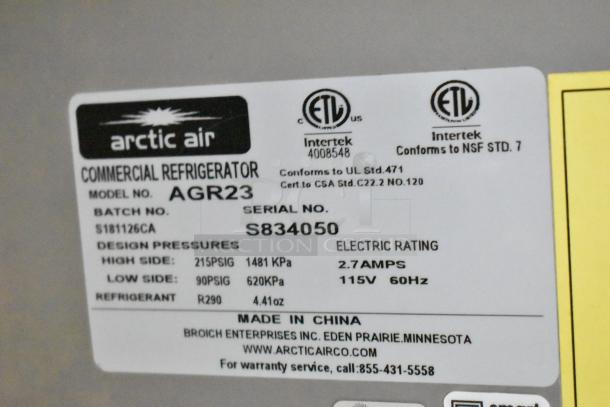 arctic air
ETL
c us
Intertek
4008548
ETL
Intertek
Conforms to NSF STD. 7
COMMERCIAL REFRIGERATOR
Conforms to UL Std.471
Cert.to CSA Std.C22.2 NO.120
MODEL NO. AGR23
BATCH NO. SERIAL NO.
S181126CA S834050
DESIGN PRESSURES ELECTRIC RATING
HIGH SIDE: 215PSIG 1481 KPa 2.7AMPS
LOW SIDE: 90PSIG 620KPa 115V 60Hz
REFRIGERANT R290 4.41oz
MADE IN CHINA
BROICH ENTERPRISES INC. EDEN PRAIRIE.MINNESOTA
WWW.ARCTICAIRCO.COM
For warranty service, call:855-431-5558